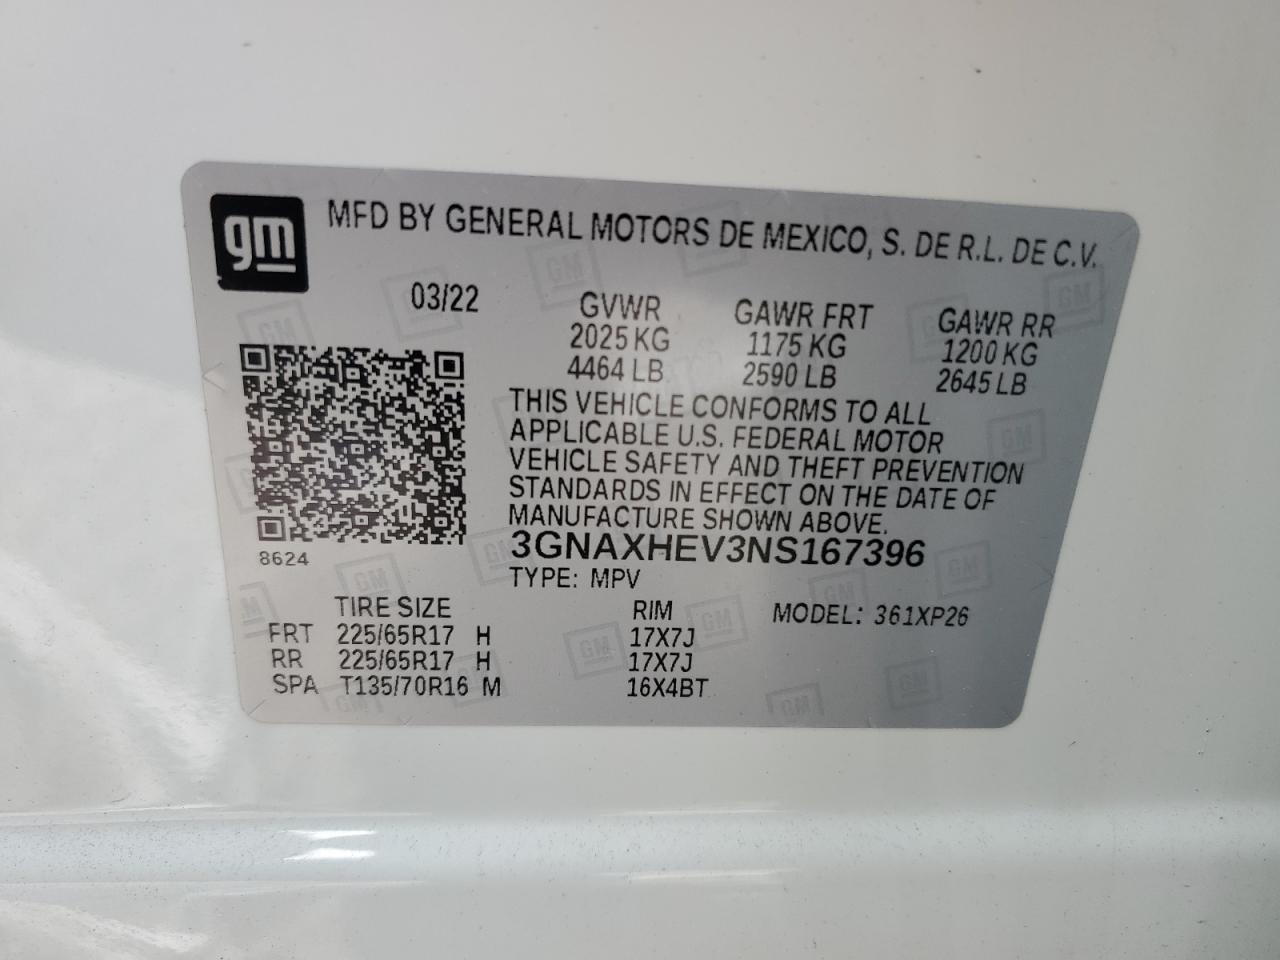 gm
MFD BY GENERAL MOTORS DE MEXICO, S. DE R.L. DE C.V.
03/22 GVWR GAWR FRT GAWR RR
2025 KG 1175 KG 1200 KG
4464 LB 2590 LB 2645 LB
THIS VEHICLE CONFORMS TO ALL
APPLICABLE U.S. FEDERAL MOTOR
VEHICLE SAFETY AND THEFT PREVENTION
STANDARDS IN EFFECT ON THE DATE OF
MANUFACTURE SHOWN ABOVE.
8624
3GNAXHEV3NS167396
TYPE: MPV
TIRE SIZE RIM MODEL: 361XP26
FRT 225/65R17 H 17X7J
RR 225/65R17 H 17X7J
SPA T135/70R16 M 16X4BT